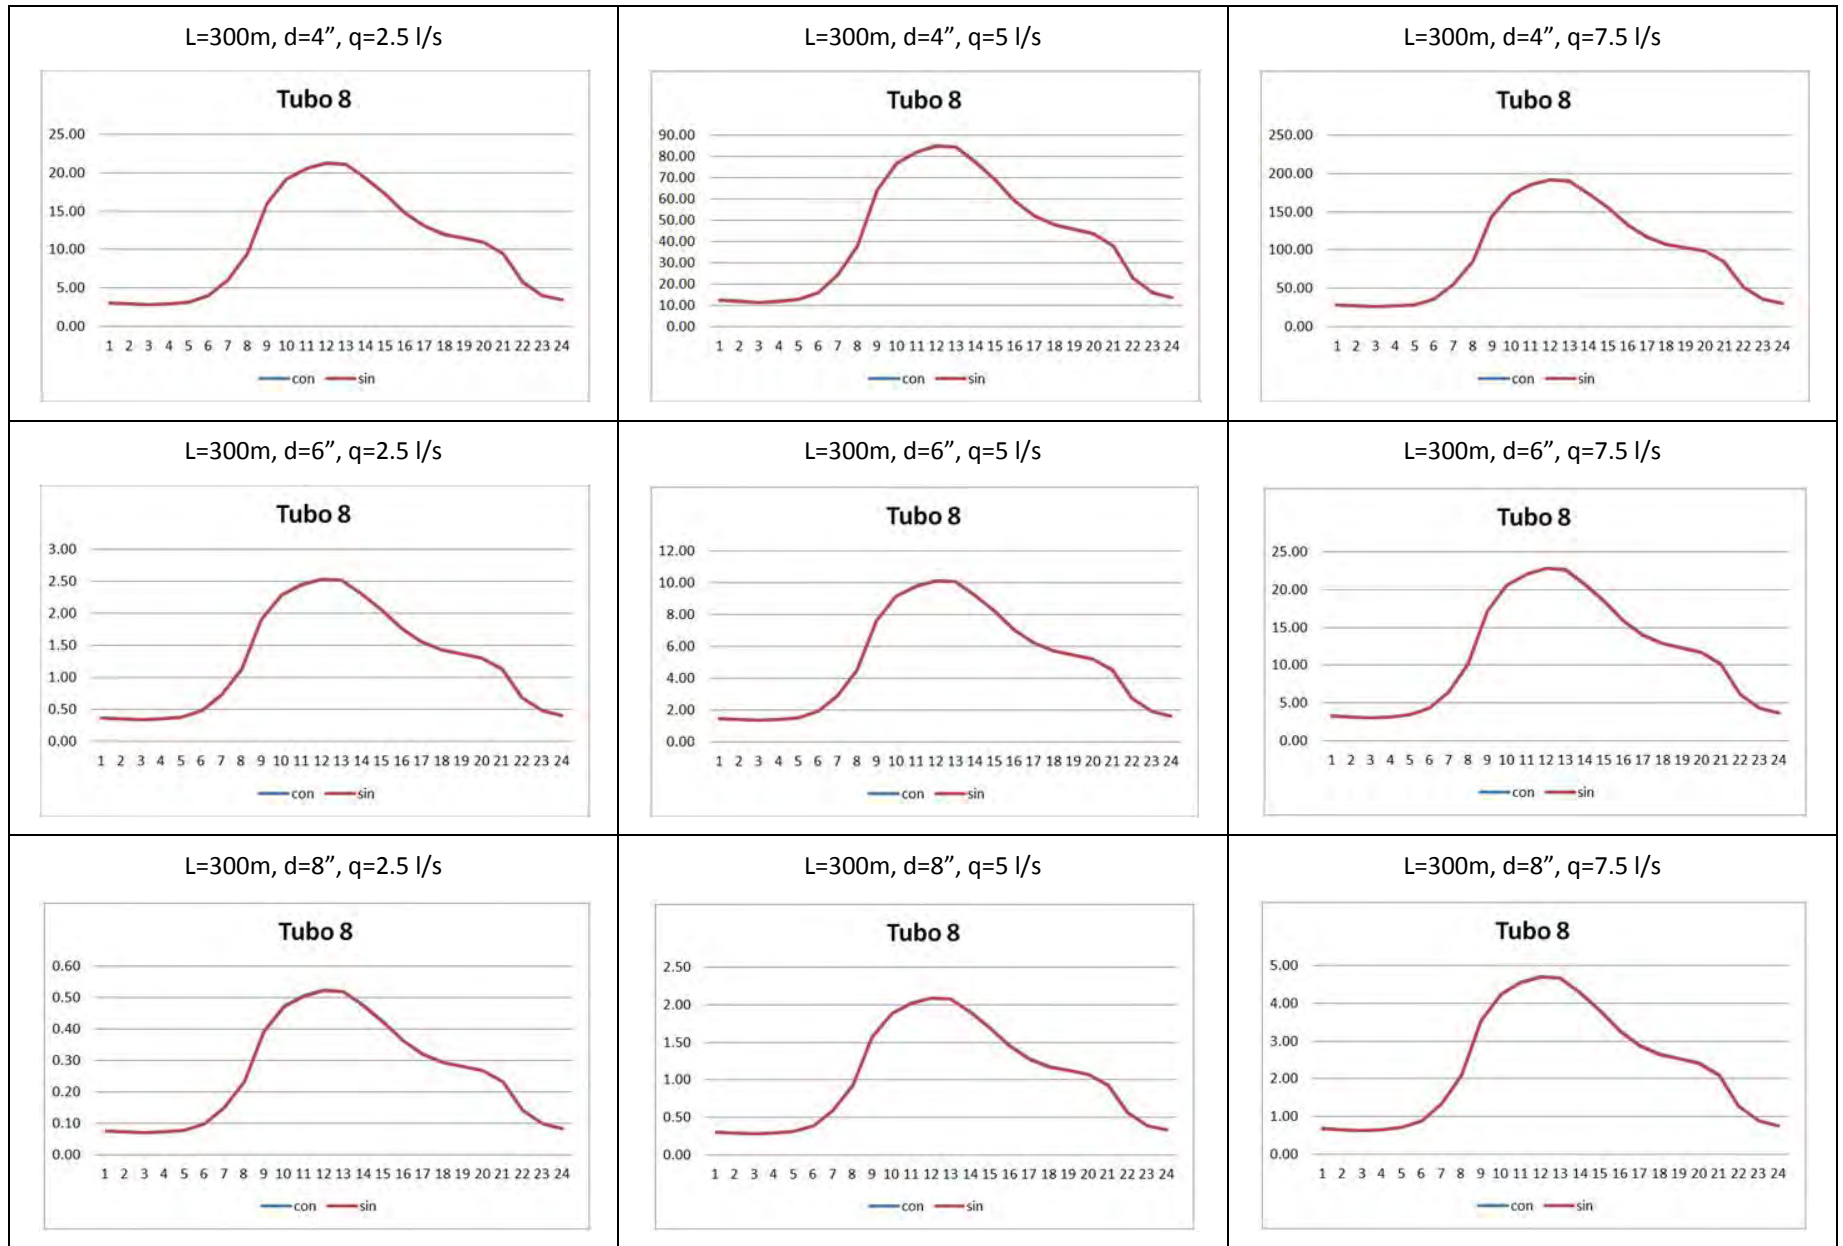 L=300m, d=4”, q=2.5 l/s
Tubo 8
25.00
20.00
15.00
10.00
5.00
0.00
1 2 3 4 5 6 7 8 9 10 11 12 13 14 15 16 17 18 19 20 21 22 23 24
con sin
L=300m, d=4”, q=5 l/s
Tubo 8
90.00
80.00
70.00
60.00
50.00
40.00
30.00
20.00
10.00
0.00
1 2 3 4 5 6 7 8 9 10 11 12 13 14 15 16 17 18 19 20 21 22 23 24
con sin
L=300m, d=4”, q=7.5 l/s
Tubo 8
250.00
200.00
150.00
100.00
50.00
0.00
1 2 3 4 5 6 7 8 9 10 11 12 13 14 15 16 17 18 19 20 21 22 23 24
con sin
L=300m, d=6”, q=2.5 l/s
Tubo 8
3.00
2.50
2.00
1.50
1.00
0.50
0.00
1 2 3 4 5 6 7 8 9 10 11 12 13 14 15 16 17 18 19 20 21 22 23 24
con sin
L=300m, d=6”, q=5 l/s
Tubo 8
12.00
10.00
8.00
6.00
4.00
2.00
0.00
1 2 3 4 5 6 7 8 9 10 11 12 13 14 15 16 17 18 19 20 21 22 23 24
con sin
L=300m, d=6”, q=7.5 l/s
Tubo 8
25.00
20.00
15.00
10.00
5.00
0.00
1 2 3 4 5 6 7 8 9 10 11 12 13 14 15 16 17 18 19 20 21 22 23 24
con sin
L=300m, d=8”, q=2.5 l/s
Tubo 8
0.60
0.50
0.40
0.30
0.20
0.10
0.00
1 2 3 4 5 6 7 8 9 10 11 12 13 14 15 16 17 18 19 20 21 22 23 24
con sin
L=300m, d=8”, q=5 l/s
Tubo 8
2.50
2.00
1.50
1.00
0.50
0.00
1 2 3 4 5 6 7 8 9 10 11 12 13 14 15 16 17 18 19 20 21 22 23 24
con sin
L=300m, d=8”, q=7.5 l/s
Tubo 8
5.00
4.00
3.00
2.00
1.00
0.00
1 2 3 4 5 6 7 8 9 10 11 12 13 14 15 16 17 18 19 20 21 22 23 24
con sin